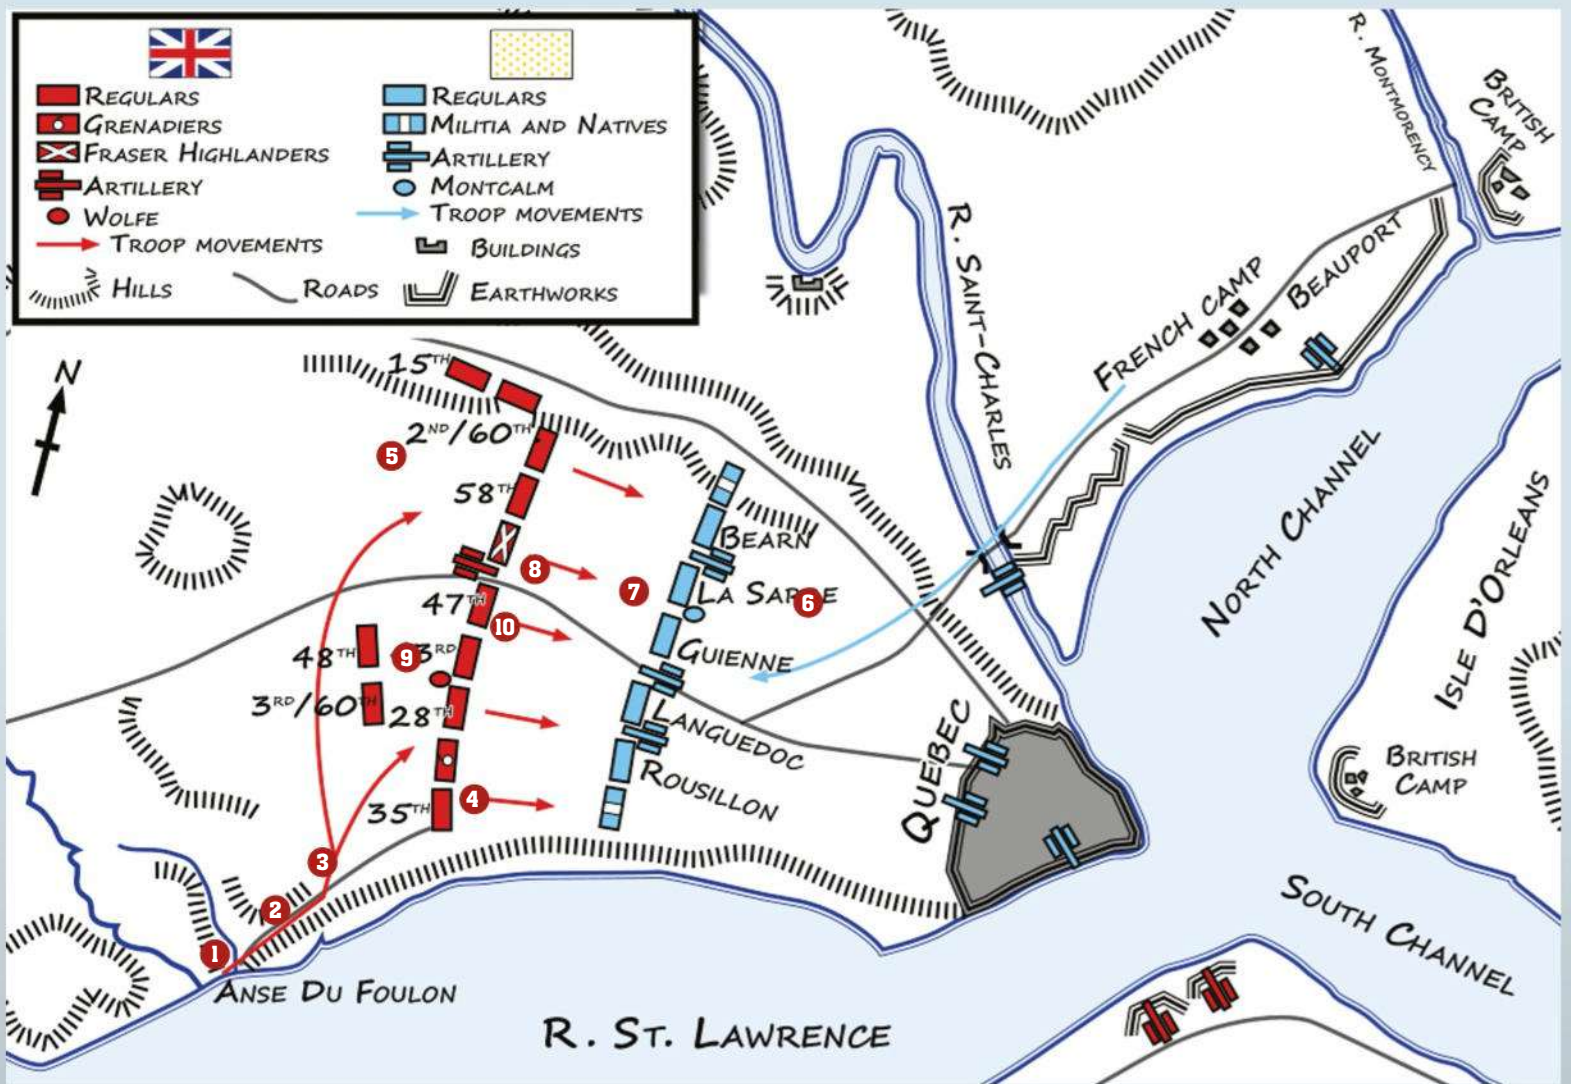 REGULARS
GRENADIERS
FRASER HIGHLANDERS
ARTILLERY
WOLFE
TROOP MOVEMENTS
HILLS
ROADS
REGULARS
MILITIA AND NATIVES
ARTILLERY
MONTCALM
TROOP MOVEMENTS
BUILDINGS
EARTHWORKS
N
R. MONTMORENCY
BRITISH
CAMP
R. SAINT-CHARLES
FRENCH CAMP
BEAUPORT
NORTH CHANNEL
ISLE D'ORLEANS
BRITISH
CAMP
SOUTH CHANNEL
15TH
2ND/60TH
5
58TH
8
47TH
10
48TH
9
3RD
3RD/60TH
28TH
35TH
4
3
2
1
7
6
BEARN
GUIENNE
LANGUEDOC
ROUSILLON
QUEBEC
ANSE DU FOULON
R. ST. LAWRENCE